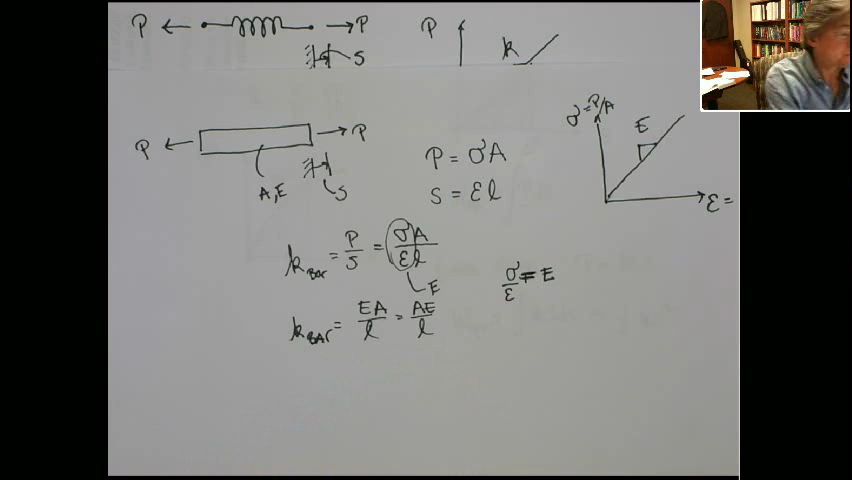 P P P
k
S
σ=P/A
E
P P P = σA
A,E S S = εl ε=
k_Bar = P/S = σA/εl
E σ/ε = E
k_BAr = EA/l = AE/l